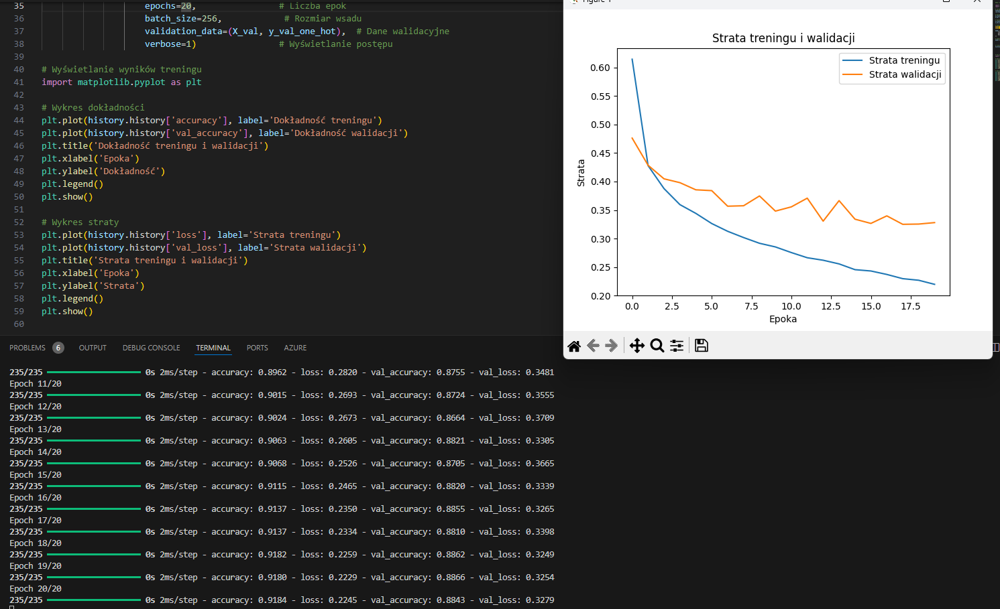 35 epochs=20, # Liczba epok
36 batch_size=256, # Rozmiar wsadu
37 validation_data=(X_val, y_val_one_hot), # Dane walidacyjne
38 verbose=1) # Wyświetlanie postępu
39
40 # Wyświetlanie wyników treningu
41 import matplotlib.pyplot as plt
42
43 # Wykres dokładności
44 plt.plot(history.history['accuracy'], label='Dokładność treningu')
45 plt.plot(history.history['val_accuracy'], label='Dokładność walidacji')
46 plt.title('Dokładność treningu i walidacji')
47 plt.xlabel('Epoka')
48 plt.ylabel('Dokładność')
49 plt.legend()
50 plt.show()
51
52 # Wykres straty
53 plt.plot(history.history['loss'], label='Strata treningu')
54 plt.plot(history.history['val_loss'], label='Strata walidacji')
55 plt.title('Strata treningu i walidacji')
56 plt.xlabel('Epoka')
57 plt.ylabel('Strata')
58 plt.legend()
59 plt.show()
60
Strata treningu i walidacji
Strata treningu
Strata walidacji
0.60
0.55
0.50
0.45
0.40
0.35
0.30
0.25
0.20
Strata
0.0 2.5 5.0 7.5 10.0 12.5 15.0 17.5
Epoka
PROBLEMS 6 OUTPUT DEBUG CONSOLE TERMINAL PORTS AZURE
235/235 0s 2ms/step - accuracy: 0.8962 - loss: 0.2820 - val_accuracy: 0.8755 - val_loss: 0.3481
Epoch 11/20
235/235 0s 2ms/step - accuracy: 0.9015 - loss: 0.2693 - val_accuracy: 0.8724 - val_loss: 0.3555
Epoch 12/20
235/235 0s 2ms/step - accuracy: 0.9024 - loss: 0.2673 - val_accuracy: 0.8664 - val_loss: 0.3709
Epoch 13/20
235/235 0s 2ms/step - accuracy: 0.9063 - loss: 0.2605 - val_accuracy: 0.8821 - val_loss: 0.3305
Epoch 14/20
235/235 0s 2ms/step - accuracy: 0.9068 - loss: 0.2526 - val_accuracy: 0.8705 - val_loss: 0.3665
Epoch 15/20
235/235 0s 2ms/step - accuracy: 0.9115 - loss: 0.2465 - val_accuracy: 0.8820 - val_loss: 0.3339
Epoch 16/20
235/235 0s 2ms/step - accuracy: 0.9137 - loss: 0.2350 - val_accuracy: 0.8855 - val_loss: 0.3265
Epoch 17/20
235/235 0s 2ms/step - accuracy: 0.9137 - loss: 0.2334 - val_accuracy: 0.8810 - val_loss: 0.3398
Epoch 18/20
235/235 0s 2ms/step - accuracy: 0.9182 - loss: 0.2259 - val_accuracy: 0.8862 - val_loss: 0.3249
Epoch 19/20
235/235 0s 2ms/step - accuracy: 0.9180 - loss: 0.2229 - val_accuracy: 0.8866 - val_loss: 0.3254
Epoch 20/20
235/235 0s 2ms/step - accuracy: 0.9184 - loss: 0.2245 - val_accuracy: 0.8843 - val_loss: 0.3279